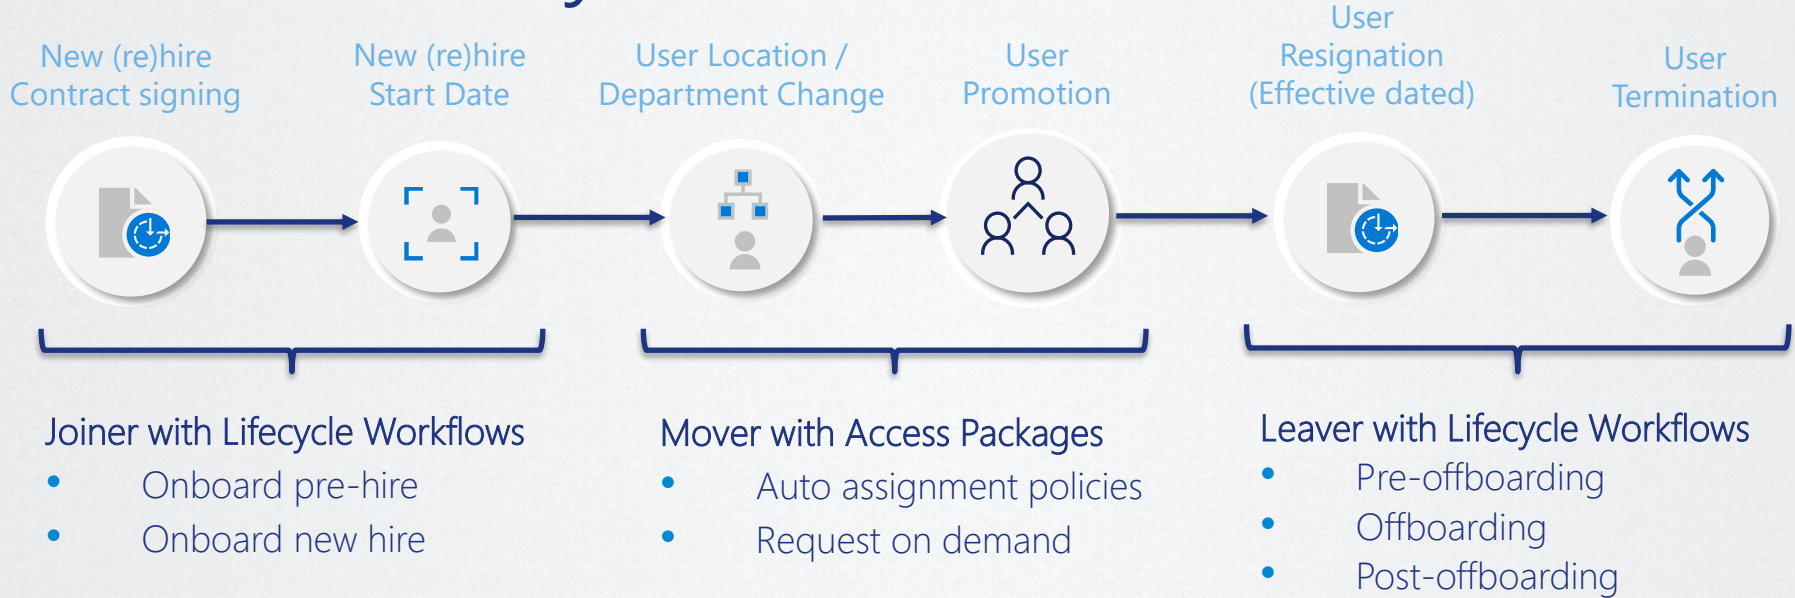 New (re)hire
Contract signing
New (re)hire
Start Date
User Location /
Department Change
User
Promotion
User
Resignation
(Effective dated)
User
Termination
Joiner with Lifecycle Workflows
• Onboard pre-hire
• Onboard new hire
Mover with Access Packages
• Auto assignment policies
• Request on demand
Leaver with Lifecycle Workflows
• Pre-offboarding
• Offboarding
• Post-offboarding